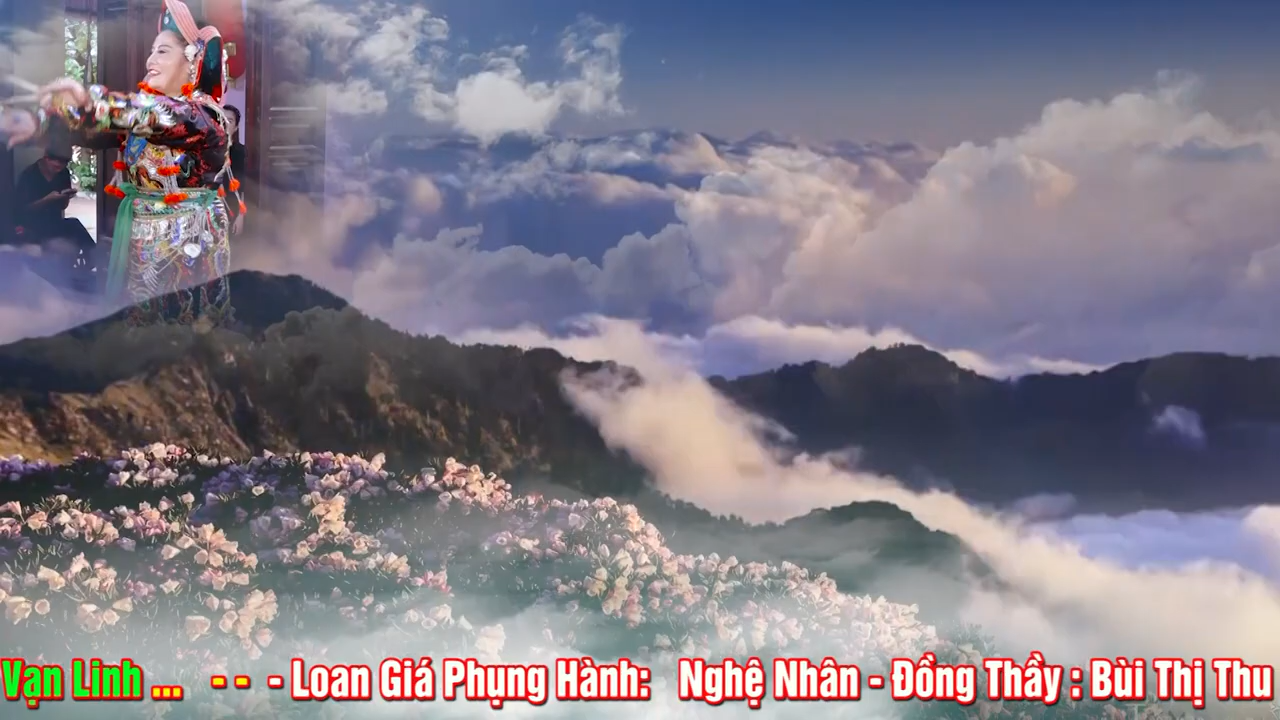 Vạn Linh ... - - - Loan Giá Phụng Hành: Nghệ Nhân - Đồng Thầy : Bùi Thị Thu